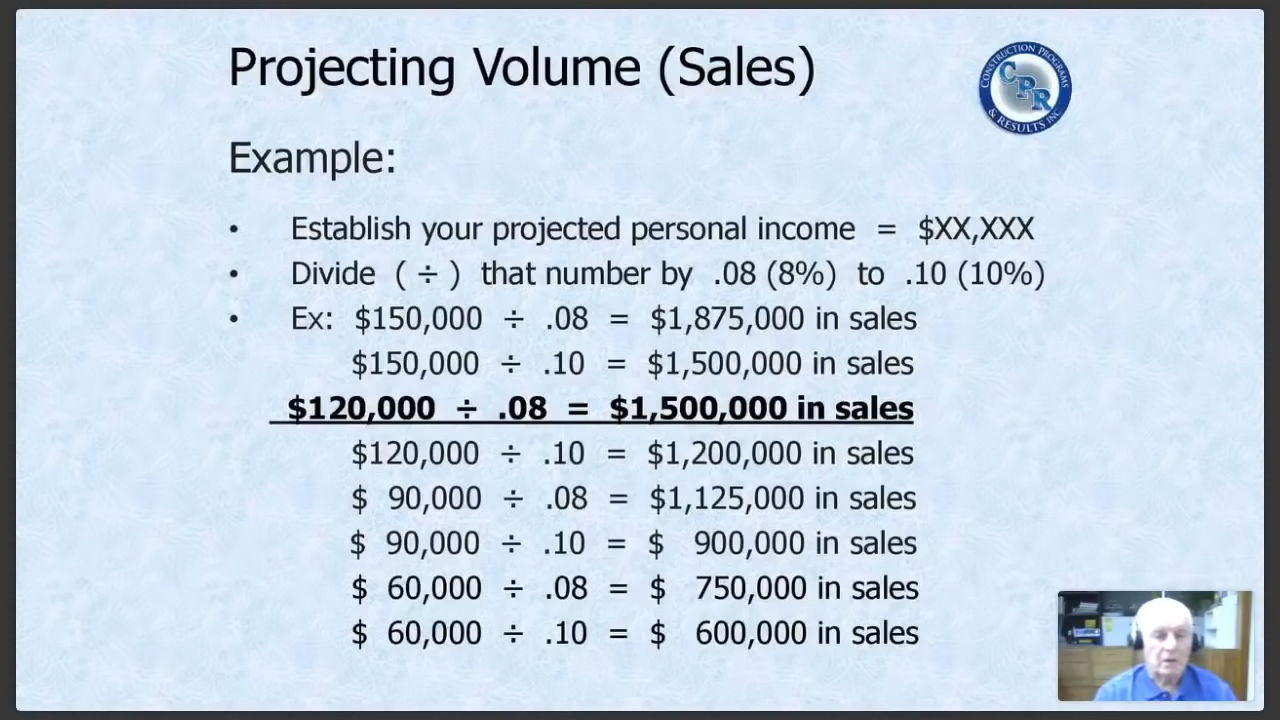 Projecting Volume (Sales)
CONSTRUCTION PROGRAMS
CPR
& RESULTS INC
Example:
• Establish your projected personal income = $XX,XXX
• Divide ( ÷ ) that number by .08 (8%) to .10 (10%)
• Ex: $150,000 ÷ .08 = $1,875,000 in sales
$150,000 ÷ .10 = $1,500,000 in sales
$120,000 ÷ .08 = $1,500,000 in sales
$120,000 ÷ .10 = $1,200,000 in sales
$ 90,000 ÷ .08 = $1,125,000 in sales
$ 90,000 ÷ .10 = $ 900,000 in sales
$ 60,000 ÷ .08 = $ 750,000 in sales
$ 60,000 ÷ .10 = $ 600,000 in sales